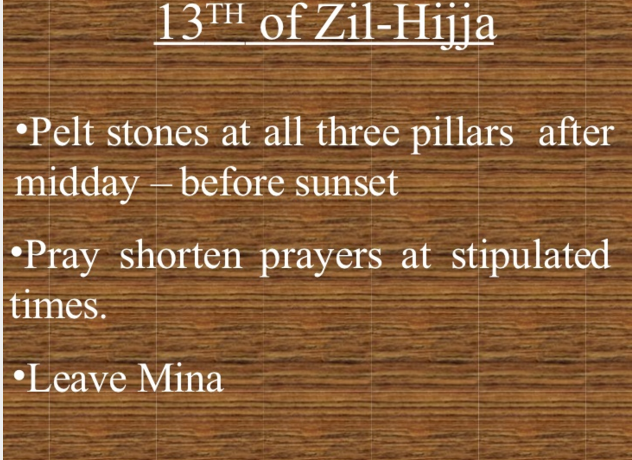 13TH of Zil-Hijja
•Pelt stones at all three pillars after
midday – before sunset
•Pray shorten prayers at stipulated
times.
•Leave Mina